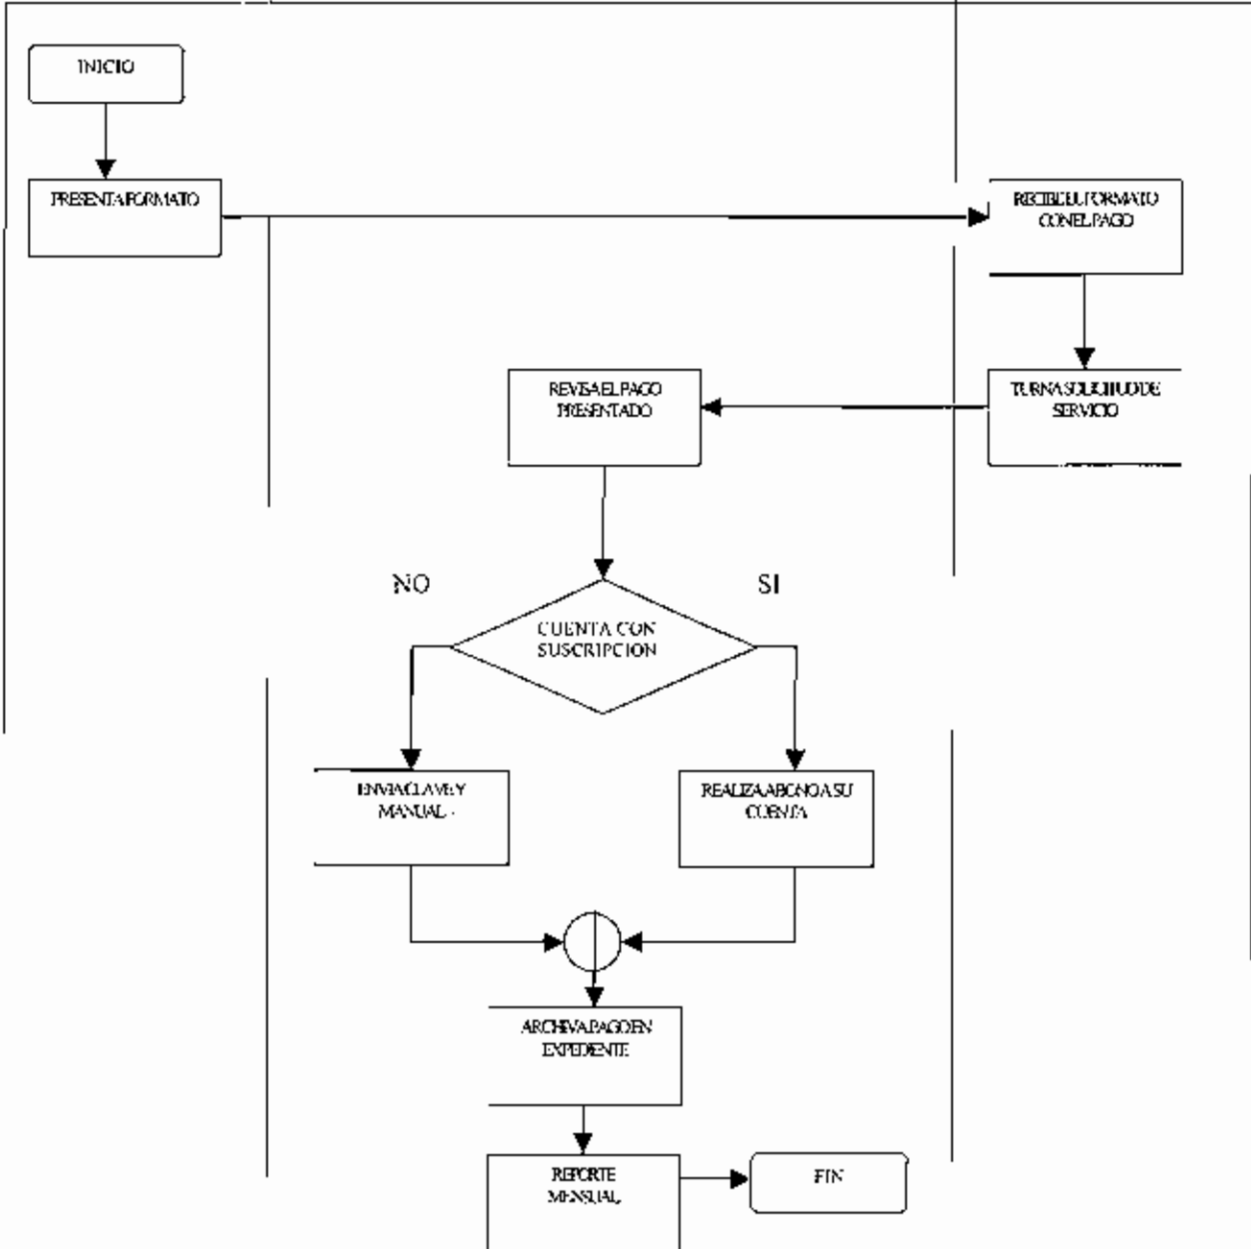 INICIO
PRESENTA FORMATO
RECIBE EL FORMATO
CON EL PAGO
REVISA EL PAGO
PRESENTADO
TURNA SOLICITUD DE
SERVICIO
NO
SI
CUENTA CON
SUSCRIPCION
ENVIA CLAVE Y
MANUAL
REALIZA ABONO A SU
CUENTA
ARCHIVA PAGO EN
EXPEDIENTE
REPORTE
MENSUAL
FIN